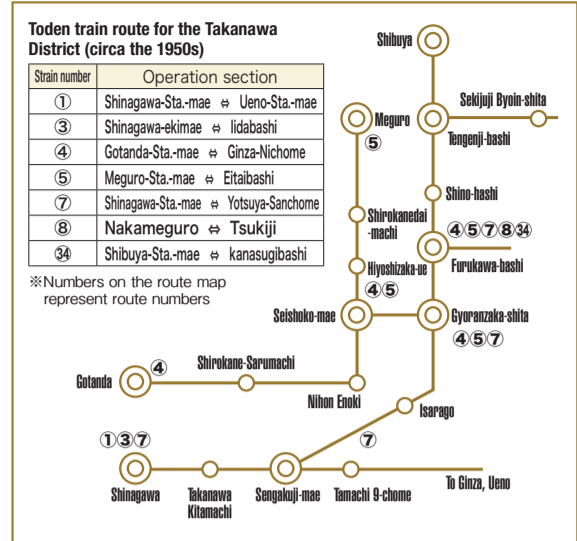 Toden train route for the Takanawa
District (circa the 1950s)
Strain number Operation section
① Shinagawa-Sta.-mae ⇔ Ueno-Sta.-mae
③ Shinagawa-ekimae ⇔ Iidabashi
④ Gotanda-Sta.-mae ⇔ Ginza-Nichome
⑤ Meguro-Sta.-mae ⇔ Eitaibashi
⑦ Shinagawa-Sta.-mae ⇔ Yotsuya-Sanchome
⑧ Nakameguro ⇔ Tsukiji
㉞ Shibuya-Sta.-mae ⇔ kanasugibashi
※Numbers on the route map
represent route numbers
Shibuya
Sekijuji Byoin-shita
Meguro
⑤
Tengenji-bashi
Shino-hashi
Shirokanedai
-machi
④⑤⑦⑧㉞
Furukawa-bashi
Hiyoshizaka-ue
④⑤
Seishoko-mae
Gyoranzaka-shita
④⑤⑦
Shirokane-Sarumachi
④
Gotanda
Nihon Enoki
Isarago
⑦
①③⑦
Shinagawa
Takanawa
Kitamachi
Sengakuji-mae
Tamachi 9-chome
To Ginza, Ueno